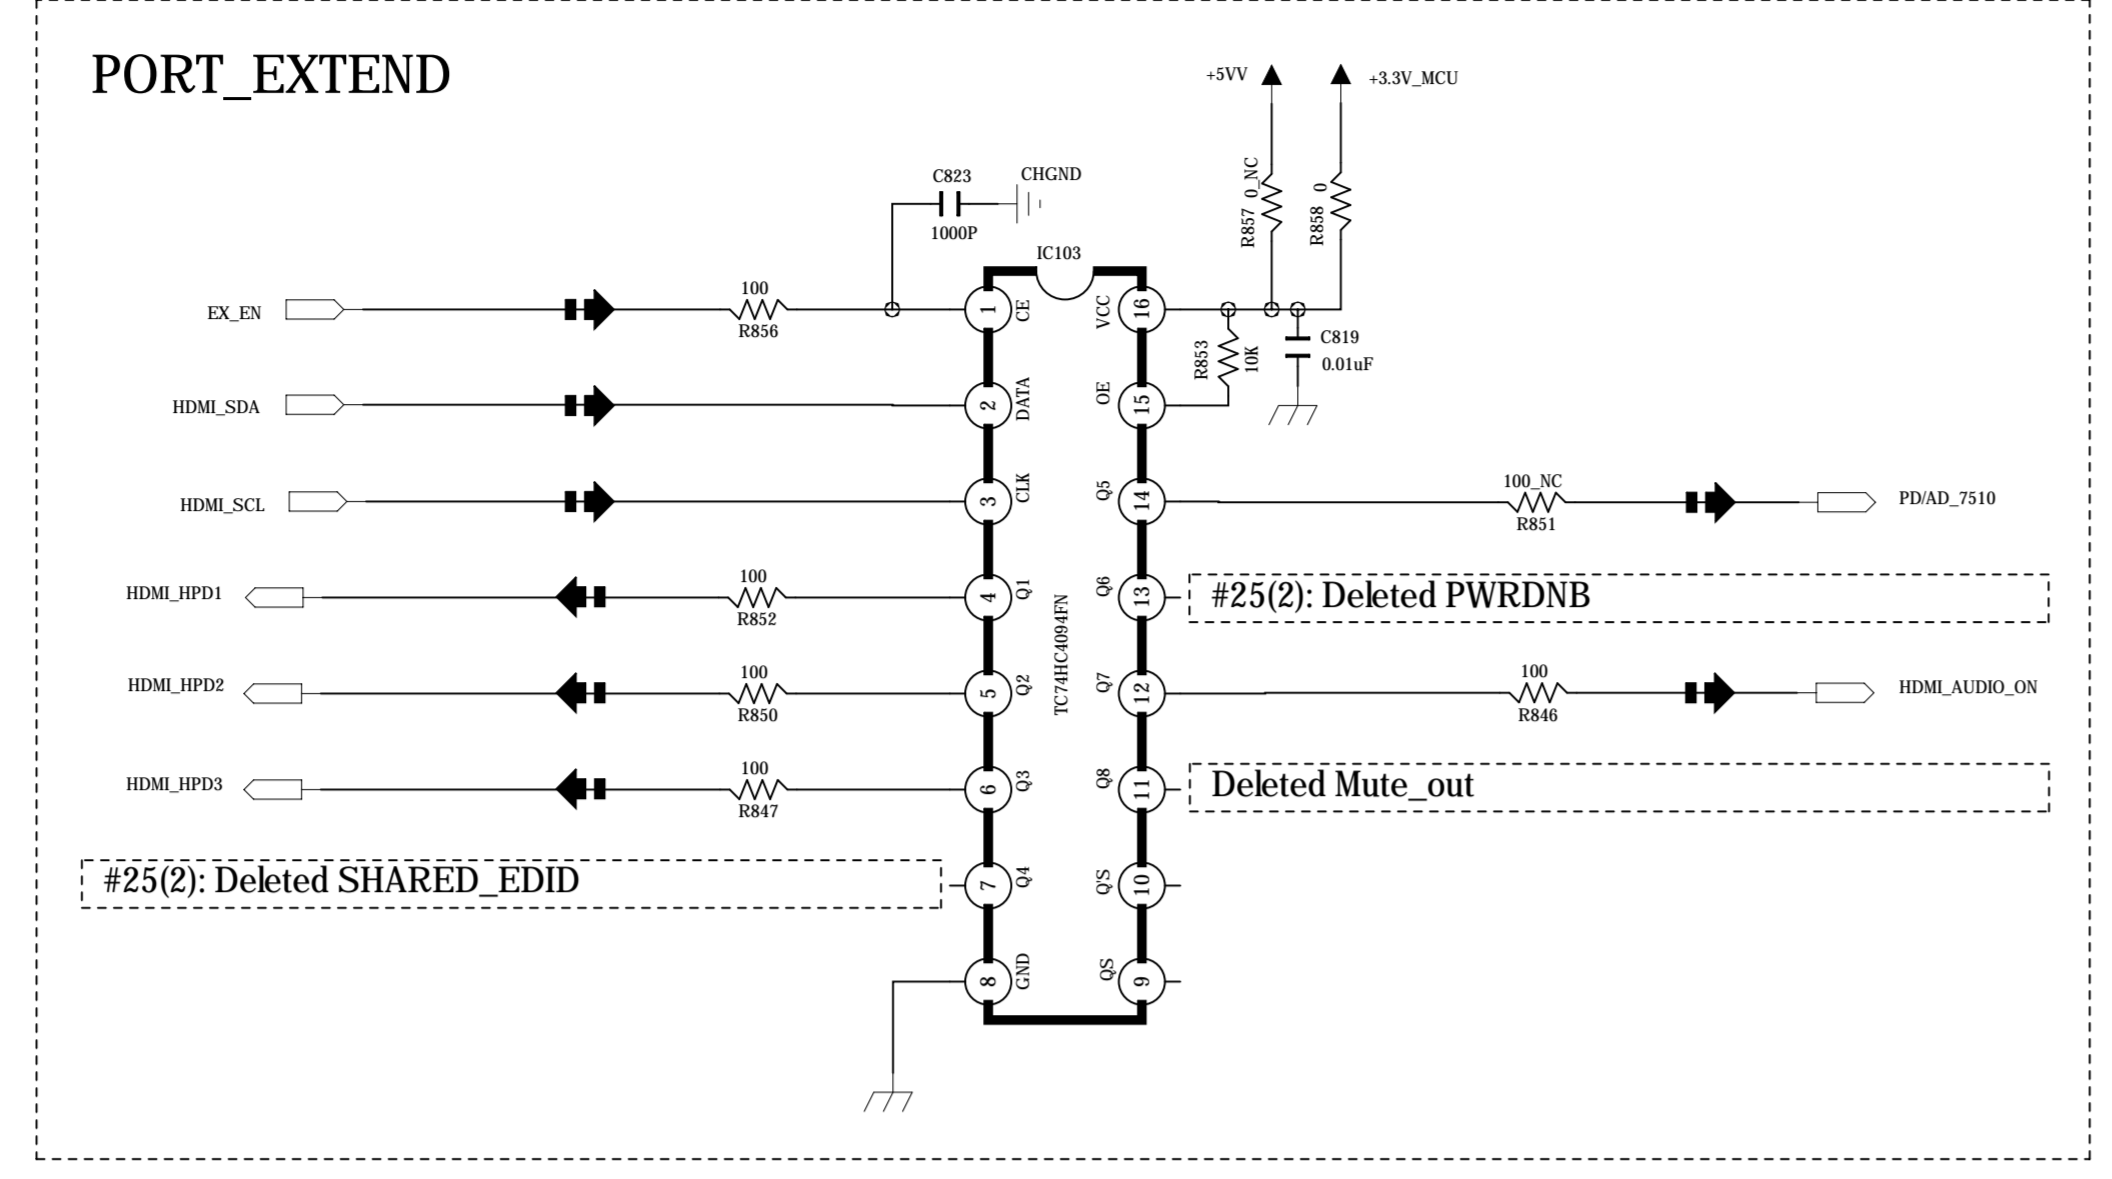 PORT_EXTEND
+5VV
+3.3V_MCU
R857 0_NC
R858 0
C823
CHGND
1000P
IC103
EX_EN
100
R856
1
CE
VCC
16
R853
10K
C819
0.01uF
HDMI_SDA
2
DATA
OE
15
HDMI_SCL
3
CLK
Q5
14
100_NC
R851
PD/AD_7510
HDMI_HPD1
100
R852
4
Q1
Q6
13
#25(2): Deleted PWRDNB
TC74HC4094FN
HDMI_HPD2
100
R850
5
Q2
Q7
12
100
R846
HDMI_AUDIO_ON
HDMI_HPD3
100
R847
6
Q3
Q8
11
Deleted Mute_out
#25(2): Deleted SHARED_EDID
7
Q4
Q'S
10
8
GND
QS
9